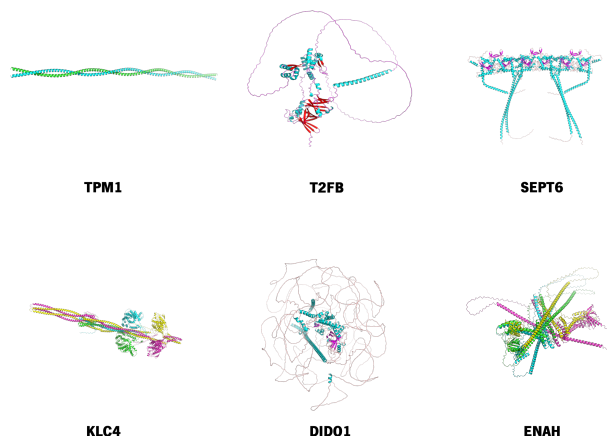 TPM1
T2FB
SEPT6
KLC4
DIDO1
ENAH